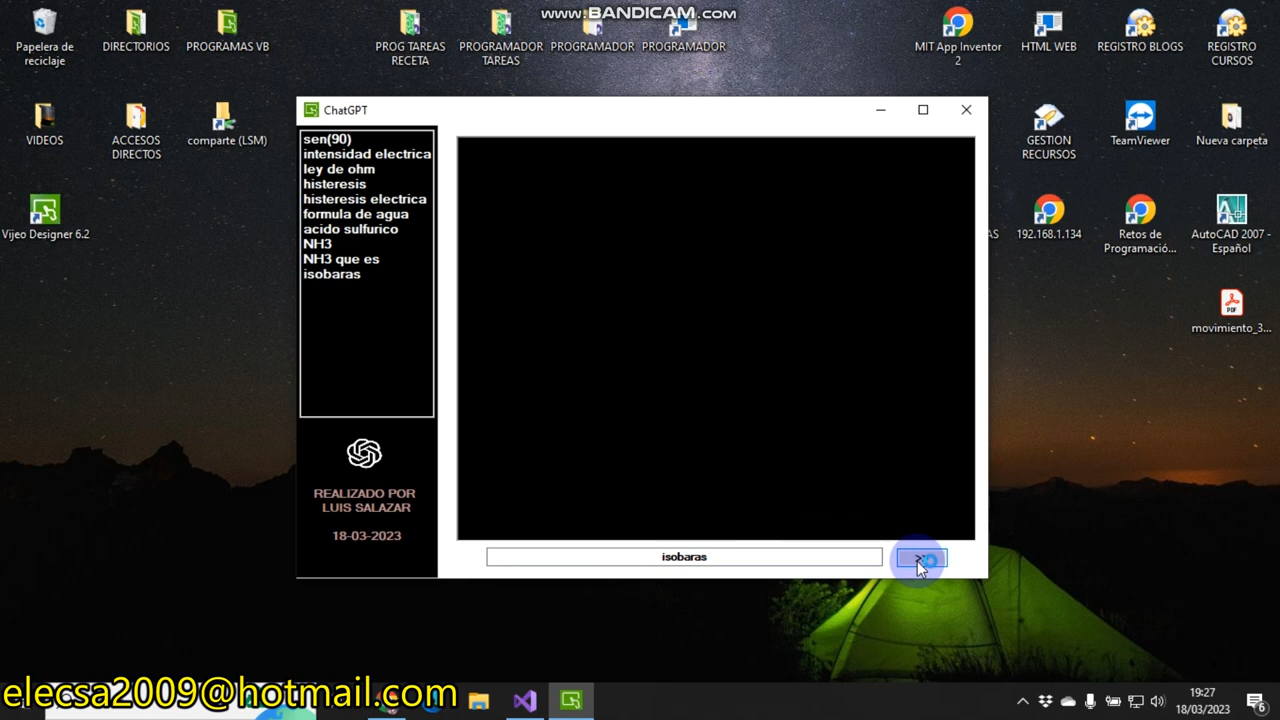 www.BANDICAM.com
Papelera de
reciclaje
DIRECTORIOS
PROGRAMAS VB
PROG TAREAS
RECETA
PROGRAMADOR
TAREAS
PROGRAMADOR
PROGRAMADOR
MIT App Inventor
2
HTML WEB
REGISTRO BLOGS
REGISTRO
CURSOS
VIDEOS
ACCESOS
DIRECTOS
comparte (LSM)
GESTION
RECURSOS
TeamViewer
Nueva carpeta
Vijeo Designer 6.2
192.168.1.134
Retos de
Programació...
AutoCAD 2007 -
Español
movimiento_3...
ChatGPT
sen(90)
intensidad electrica
ley de ohm
histeresis
histeresis electrica
formula de agua
acido sulfurico
NH3
NH3 que es
isobaras
REALIZADO POR
LUIS SALAZAR
18-03-2023
isobaras
elecsa2009@hotmail.com
19:27
18/03/2023
6